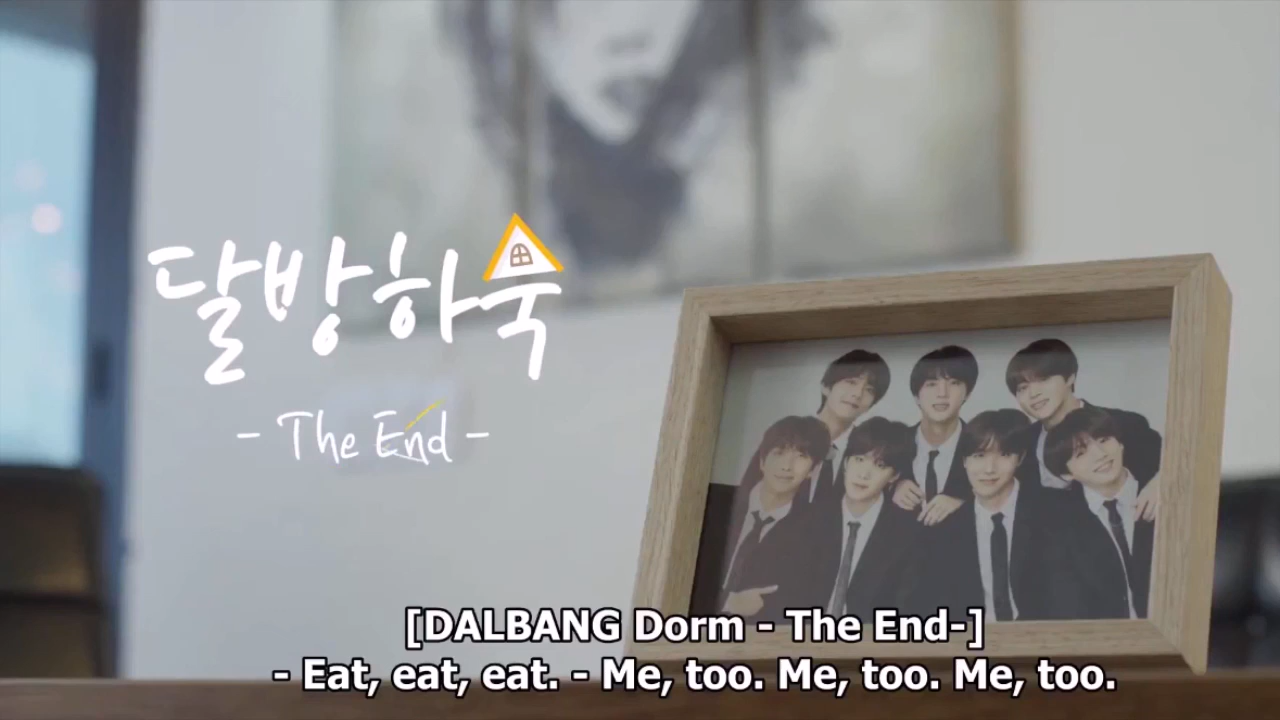 달방하숙
- The End -
[DALBANG Dorm - The End-]
- Eat, eat, eat. - Me, too. Me, too. Me, too.